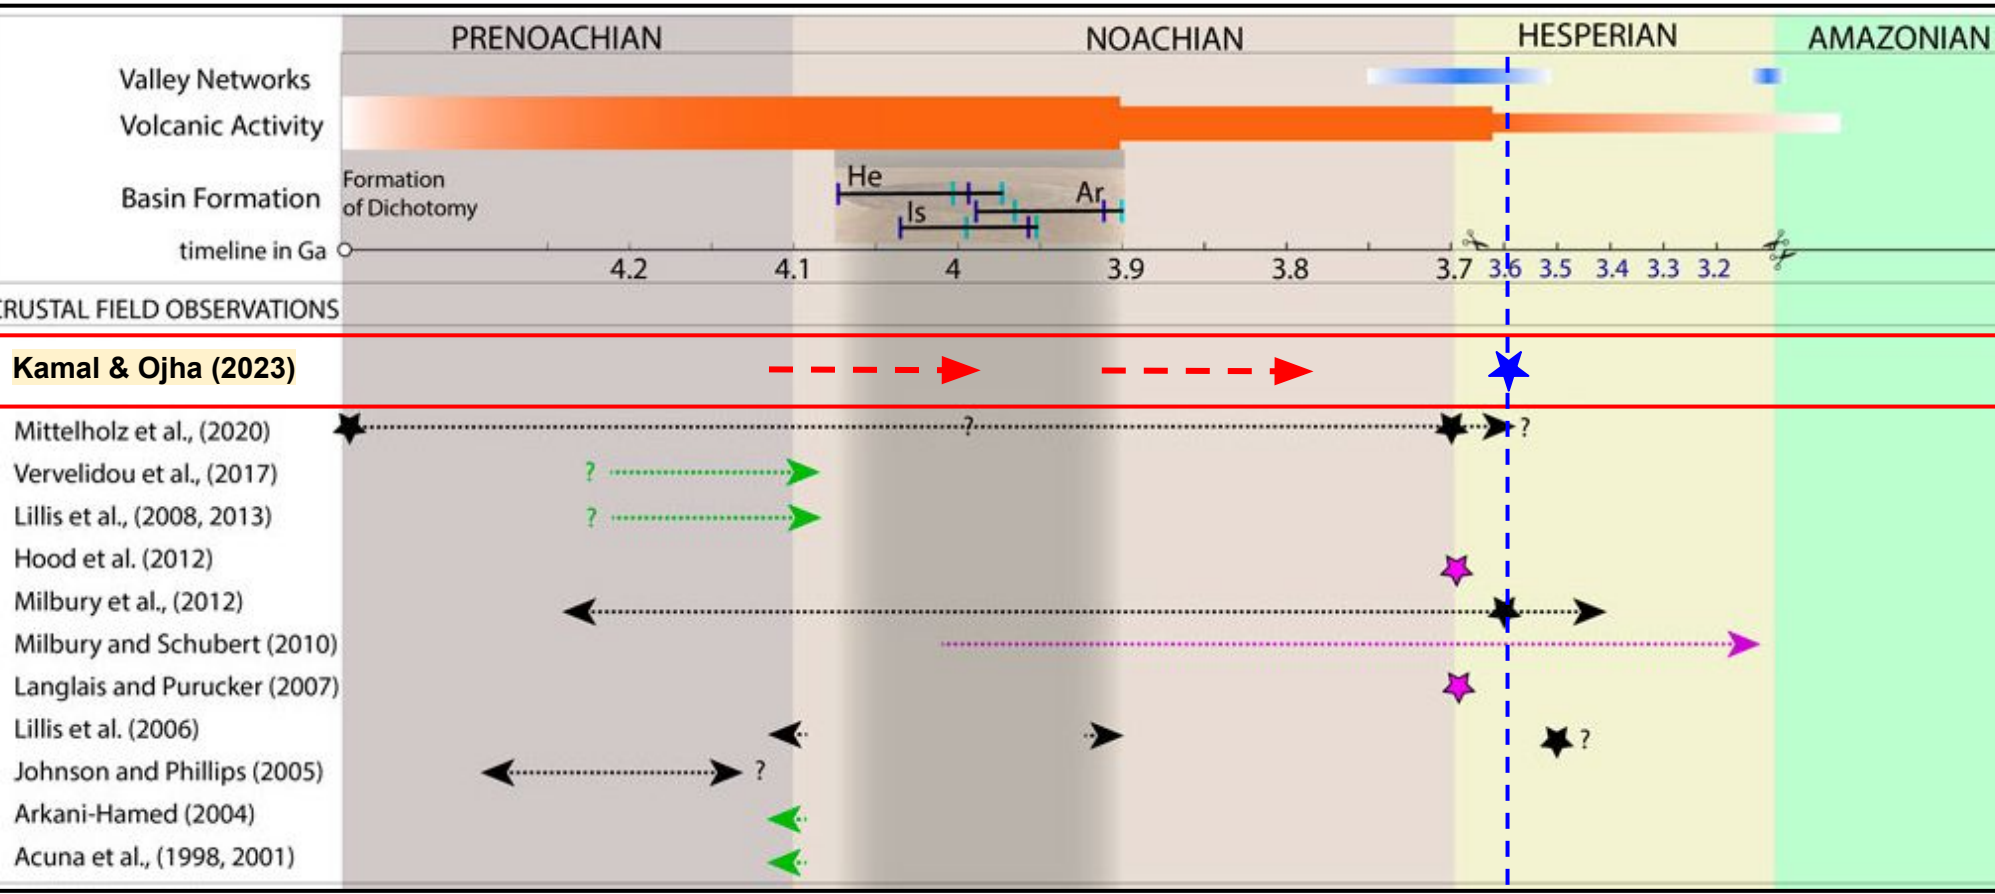 PRENOACHIAN NOACHIAN HESPERIAN AMAZONIAN
Valley Networks
Volcanic Activity
Basin Formation
Formation
of Dichotomy
He
Is
Ar
timeline in Ga
4.2 4.1 4 3.9 3.8 3.7 3.6 3.5 3.4 3.3 3.2
CRUSTAL FIELD OBSERVATIONS
Kamal & Ojha (2023)
Mittelholz et al., (2020) ? ?
Vervelidou et al., (2017) ?
Lillis et al., (2008, 2013) ?
Hood et al. (2012)
Milbury et al., (2012)
Milbury and Schubert (2010)
Langlais and Purucker (2007)
Lillis et al. (2006) ?
Johnson and Phillips (2005) ?
Arkani-Hamed (2004)
Acuna et al., (1998, 2001)